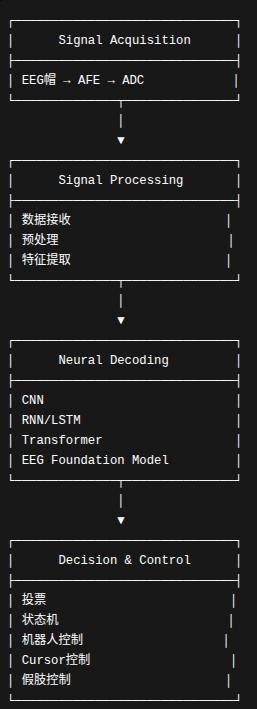 Signal Acquisition
EEG帽 → AFE → ADC
Signal Processing
数据接收
预处理
特征提取
Neural Decoding
CNN
RNN/LSTM
Transformer
EEG Foundation Model
Decision & Control
投票
状态机
机器人控制
Cursor控制
假肢控制